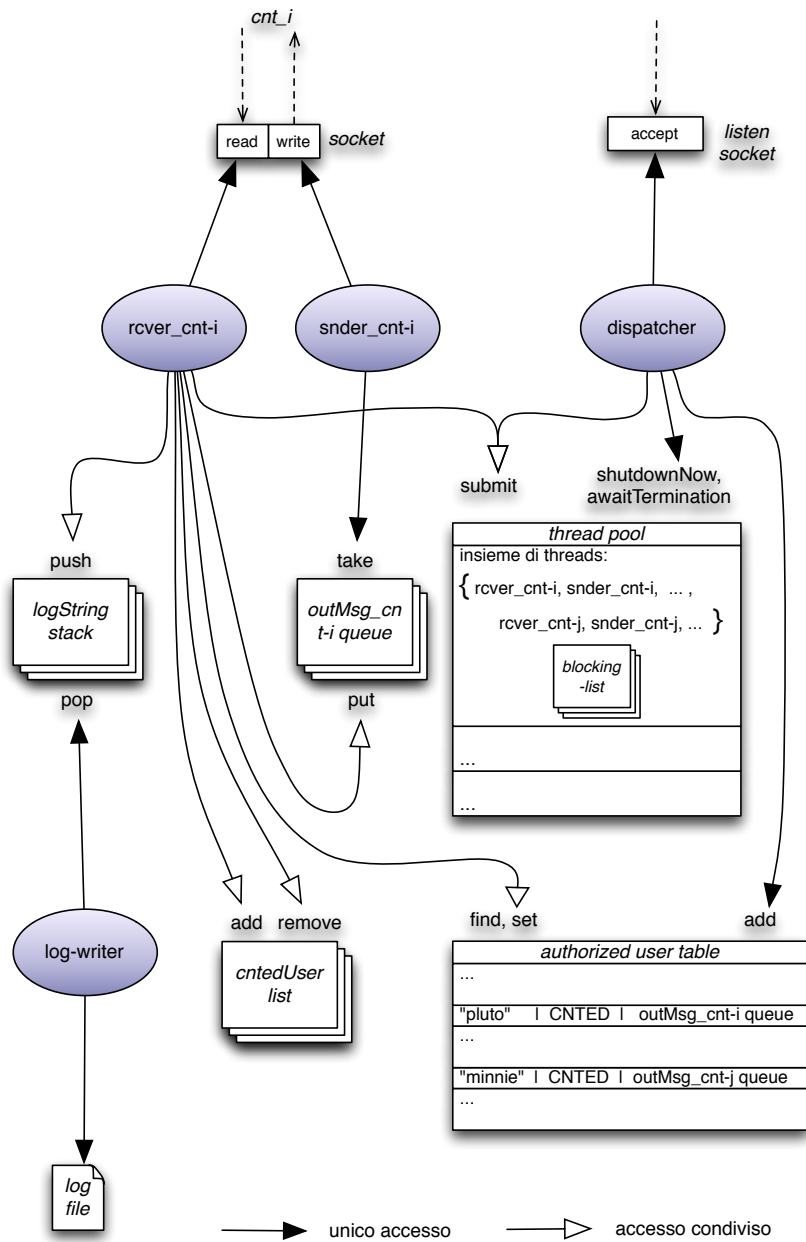 cnt_i
read write socket
accept listen
socket
rcver_cnt-i snder_cnt-i dispatcher
submit shutdownNow,
awaitTermination
push take
thread pool
insieme di threads:
{ rcver_cnt-i, snder_cnt-i, ... ,
rcver_cnt-j, snder_cnt-j, ... }
logString
stack
outMsg_cn
t-i queue
blocking
-list
pop put
...
...
log-writer
add remove
find, set add
cntedUser
list
authorized user table
...
"pluto" | CNTED | outMsg_cnt-i queue
...
"minnie" | CNTED | outMsg_cnt-j queue
...
log
file
unico accesso accesso condiviso